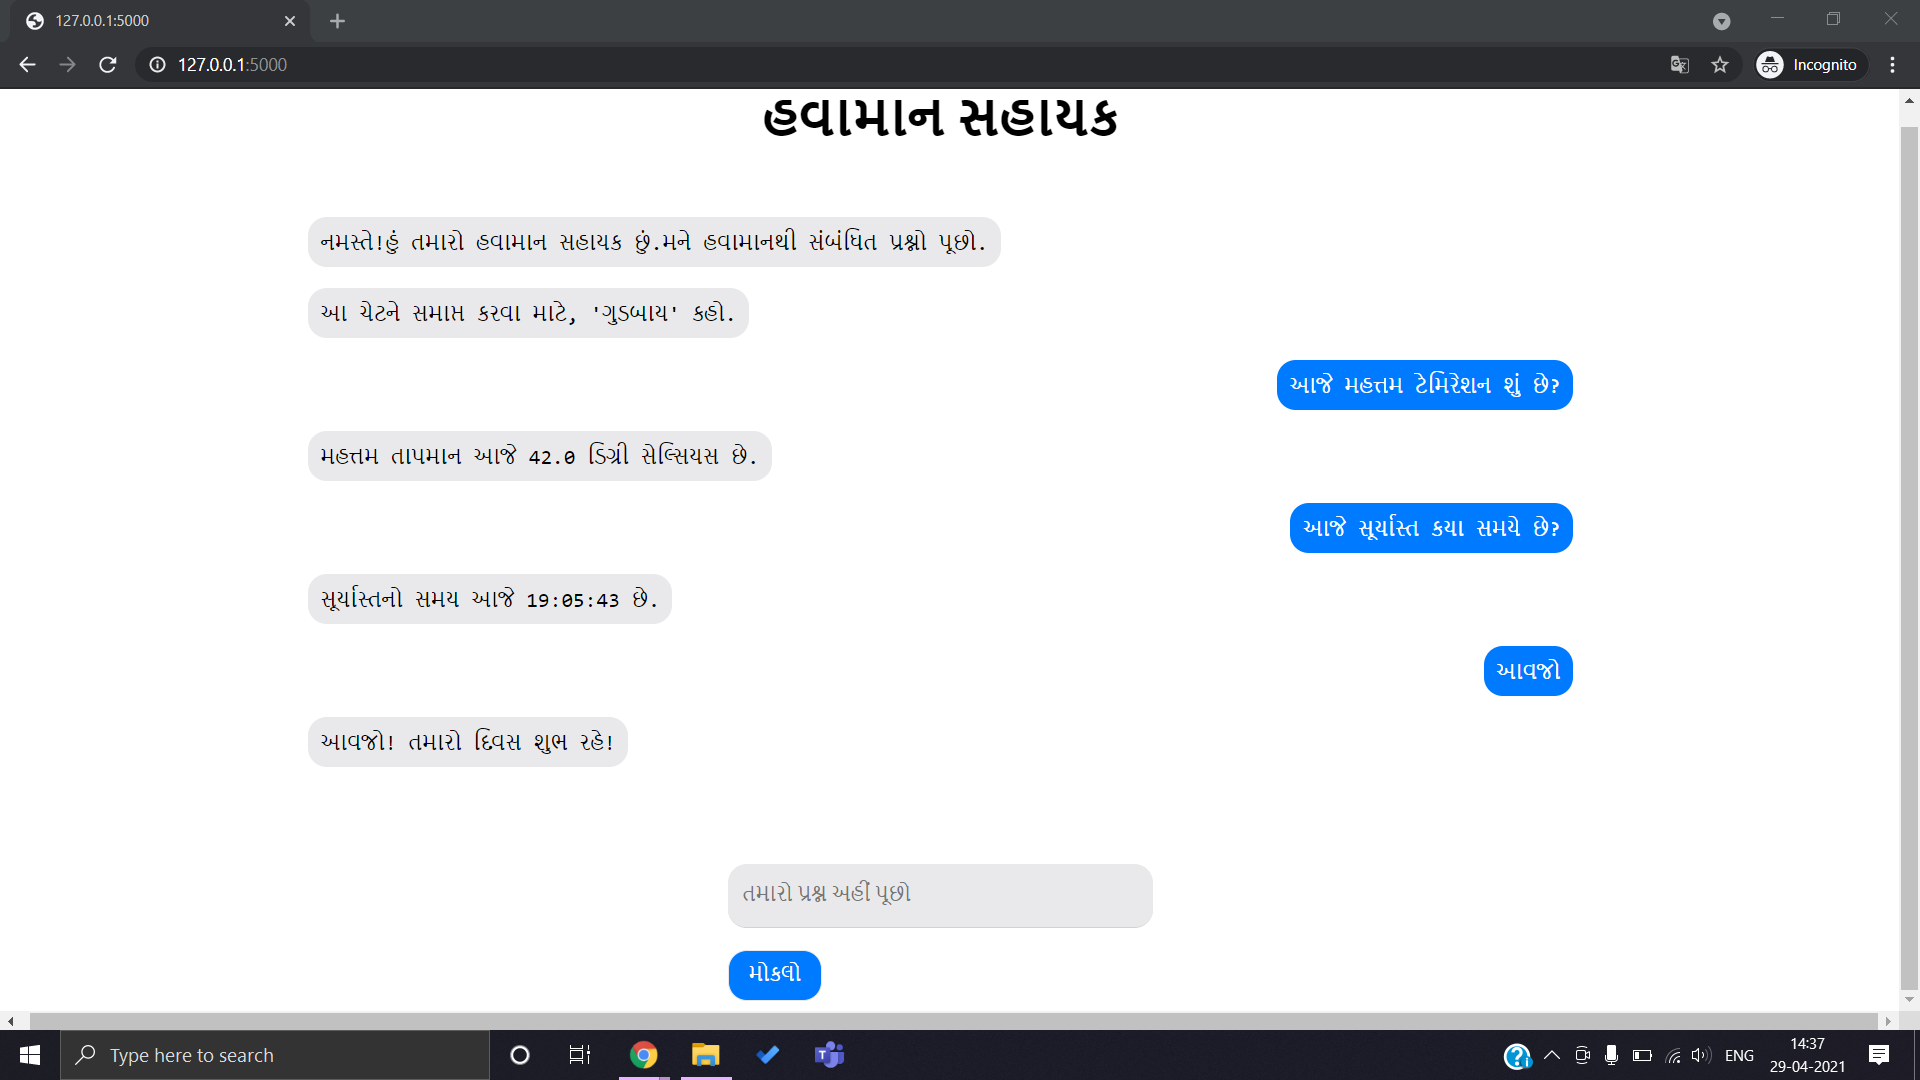 127.0.0.1:5000
127.0.0.1:5000
Incognito
હવામાન સહાયક
નમસ્તે!હું તમારો હવામાન સહાયક છું.મને હવામાનથી સંબંધિત પ્રશ્નો પૂછો.
આ ચેટને સમાપ્ત કરવા માટે, 'ગુડબાય' કહો.
આજે મહત્તમ ટેમિરેશન શું છે?
મહત્તમ તાપમાન આજે 42.0 ડિગ્રી સેલ્સિયસ છે.
આજે સૂર્યાસ્ત કયા સમયે છે?
સૂર્યાસ્તનો સમય આજે 19:05:43 છે.
આવજો
આવજો! તમારો દિવસ શુભ રહે!
તમારો પ્રશ્ન અહીં પૂછો
મોકલો
Type here to search
ENG
14:37
29-04-2021